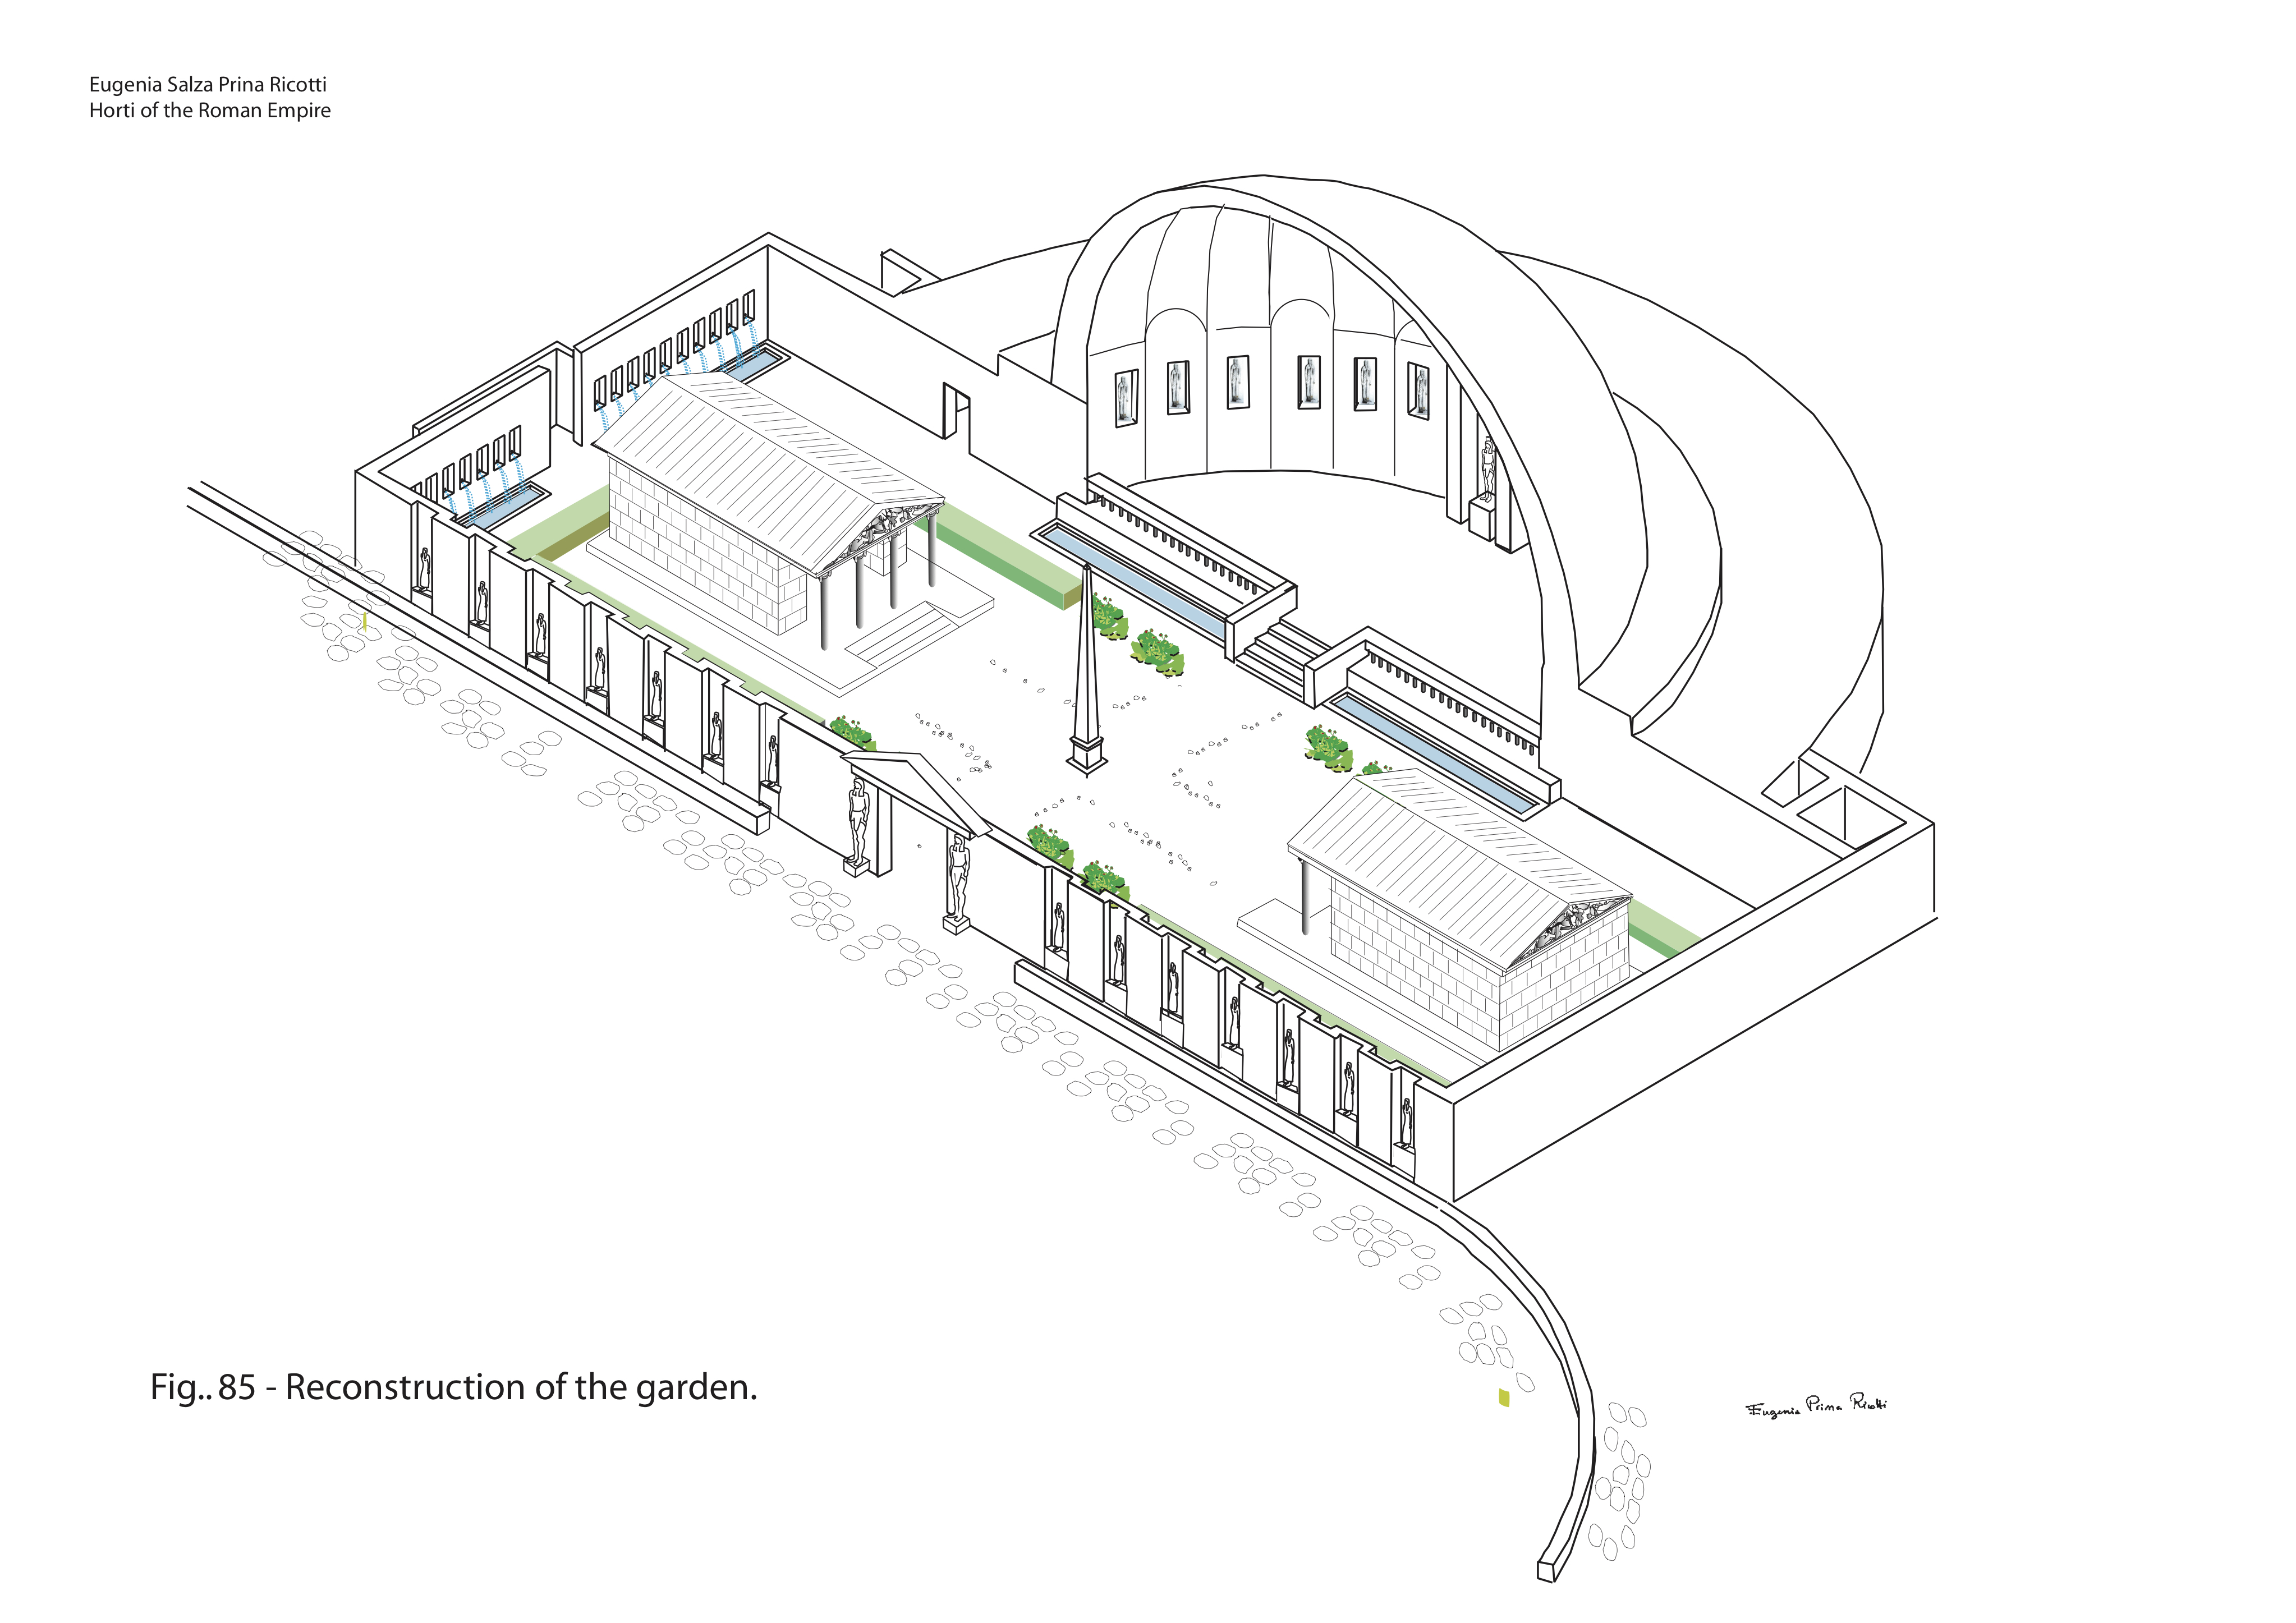 Eugenia Salza Prina Ricotti
Horti of the Roman Empire
Fig.. 85 - Reconstruction of the garden.
Eugenia Prina Ricotti